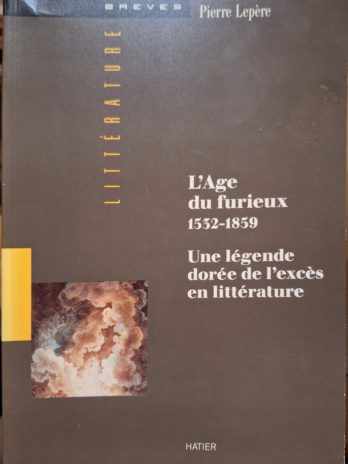 BREVES
Pierre Lepère
LITTÉRATURE
L'Age
du furieux
1532-1859
Une légende
dorée de l'excès
en littérature
HATIER